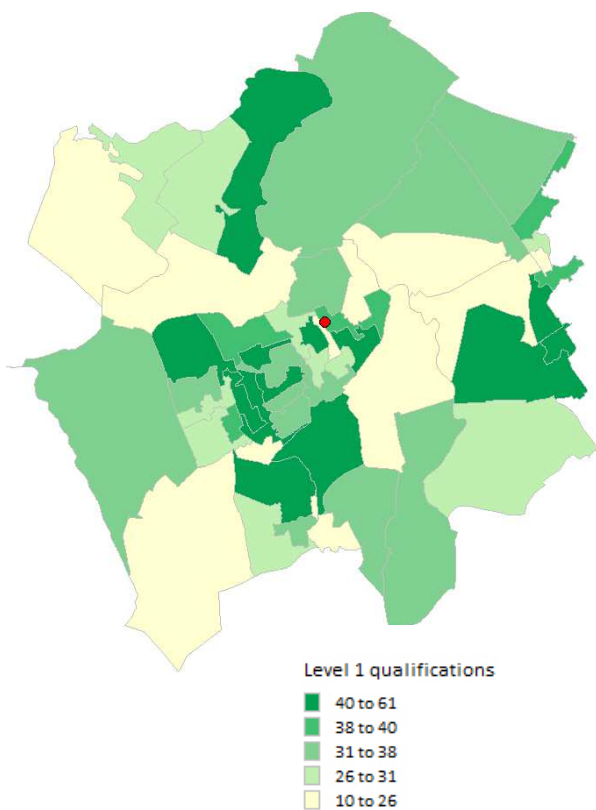 Level 1 qualifications
40 to 61
38 to 40
31 to 38
26 to 31
10 to 26